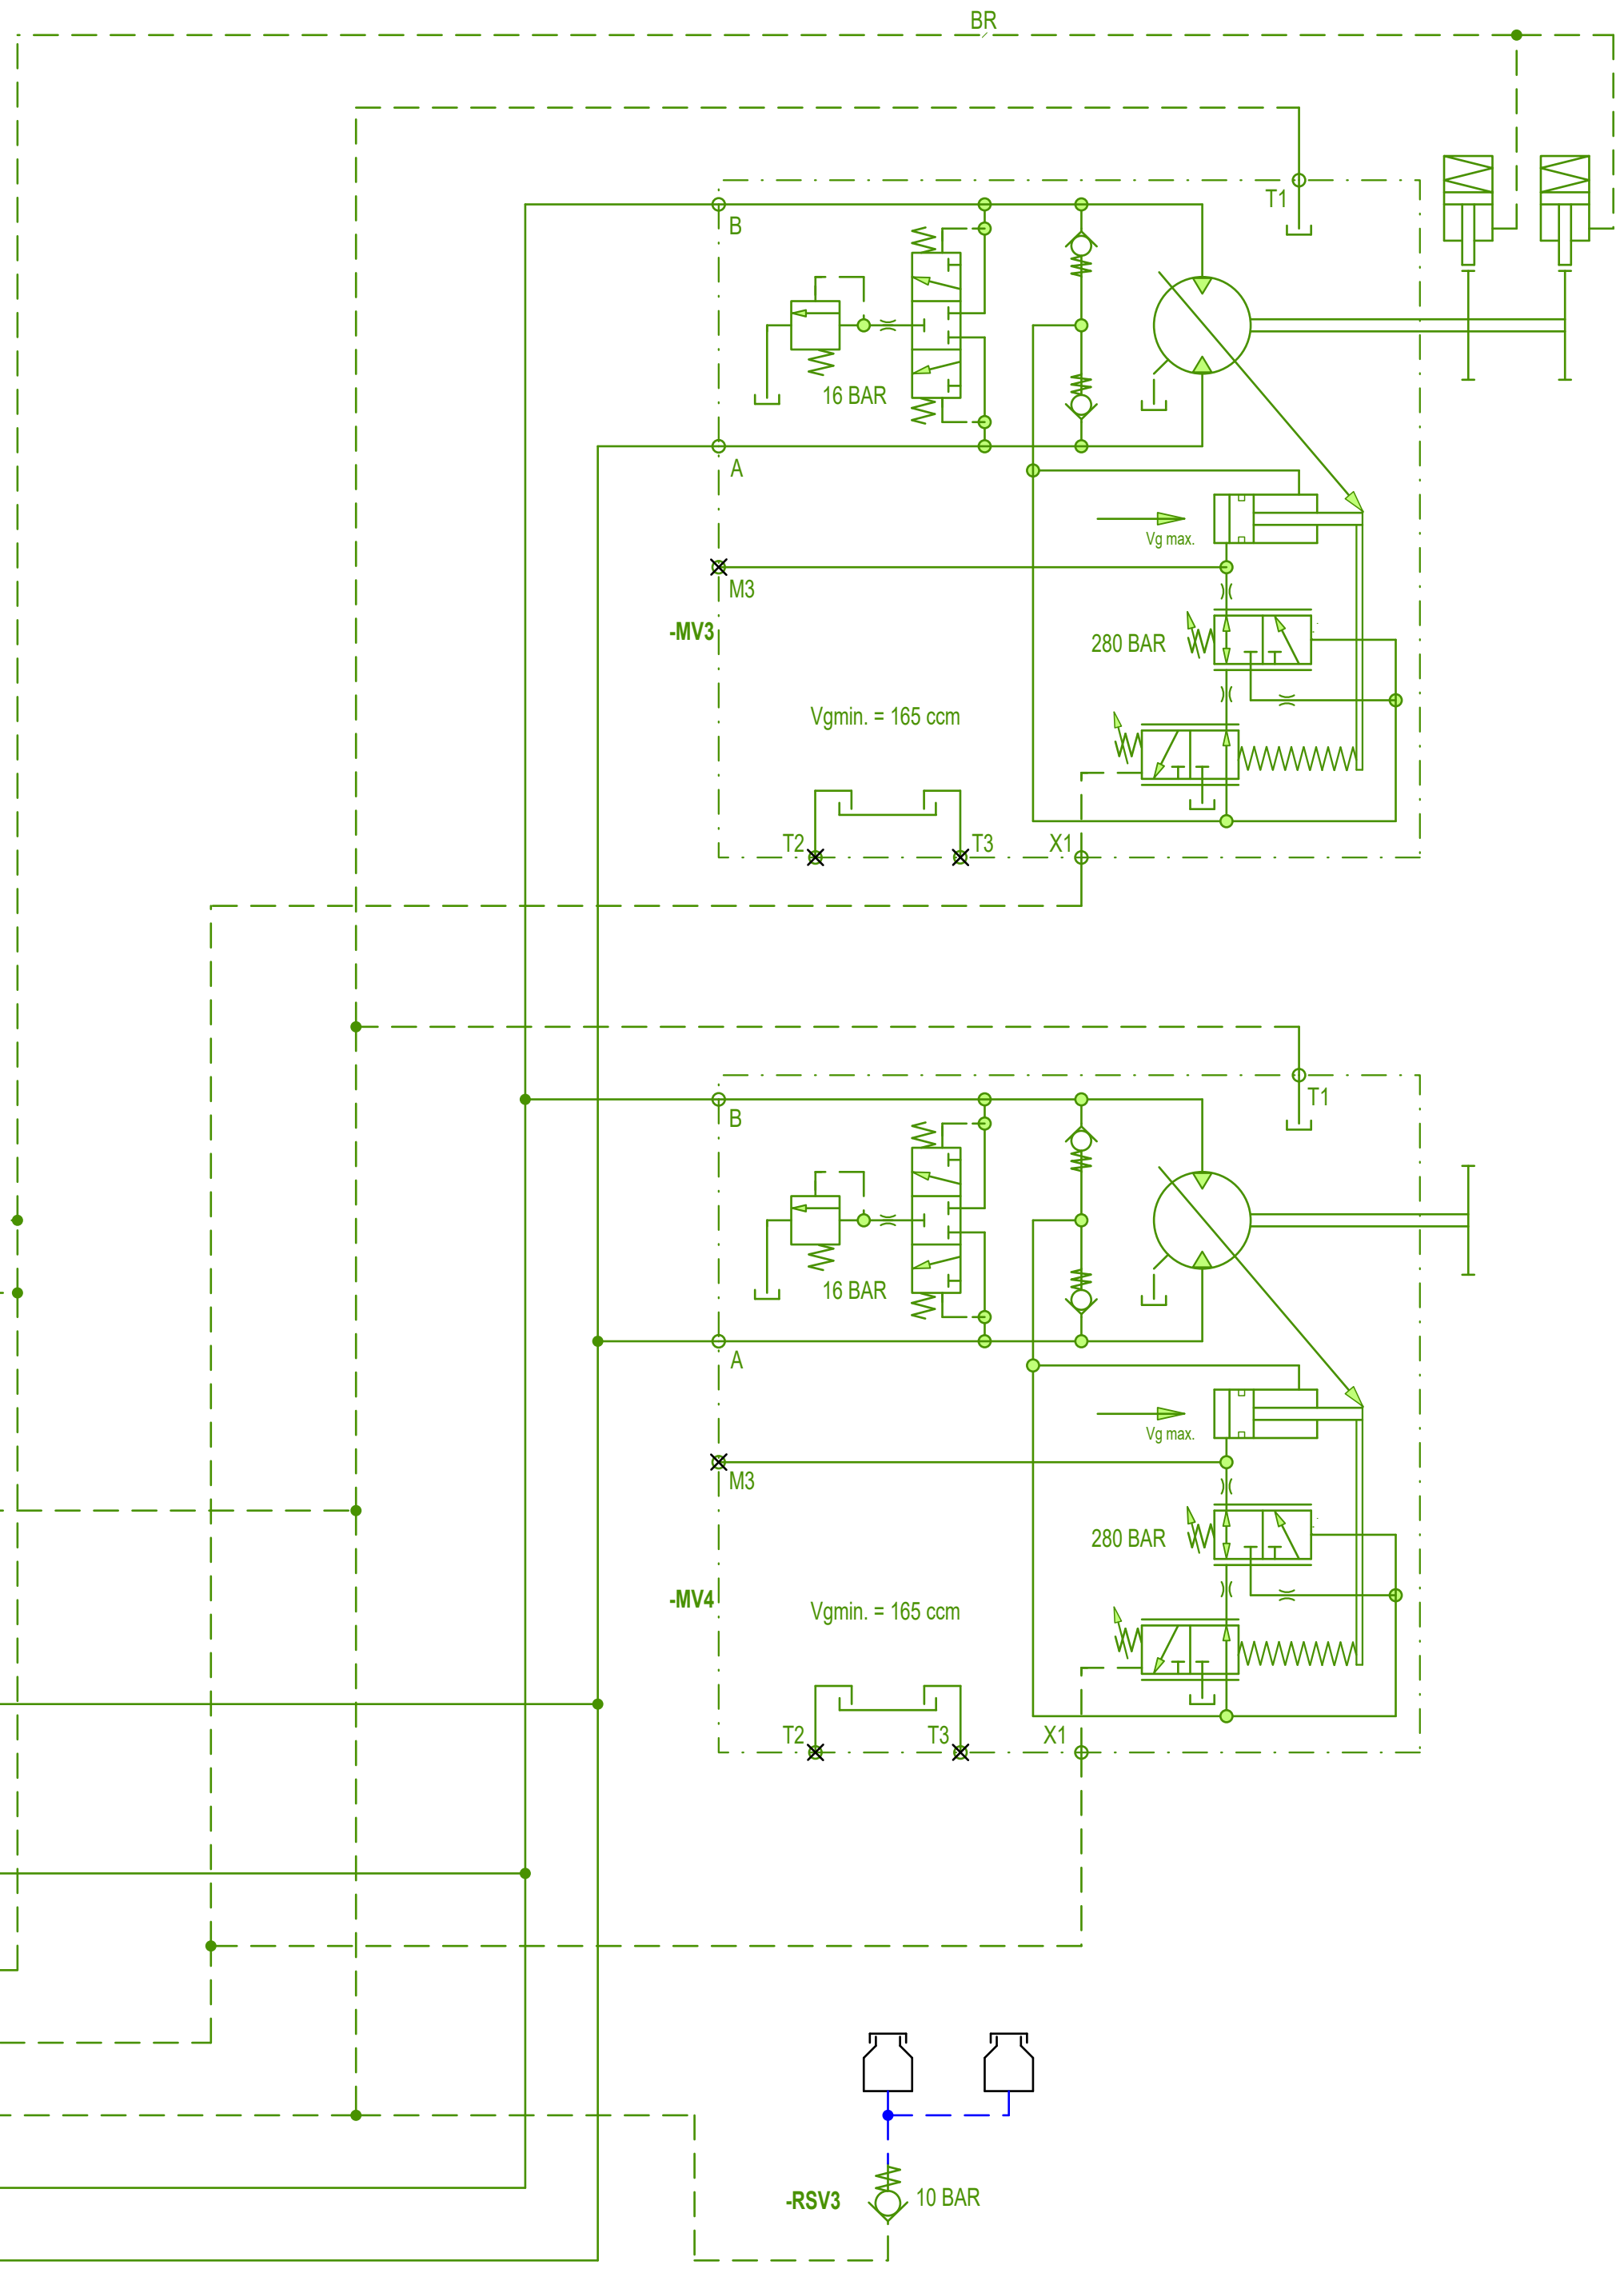 BR
T1
B
16 BAR
A
Vg max.
M3
-MV3
280 BAR
Vgmin. = 165 ccm
T2
T3
X1
T1
B
16 BAR
A
Vg max.
M3
280 BAR
-MV4
Vgmin. = 165 ccm
T2
T3
X1
-RSV3
10 BAR